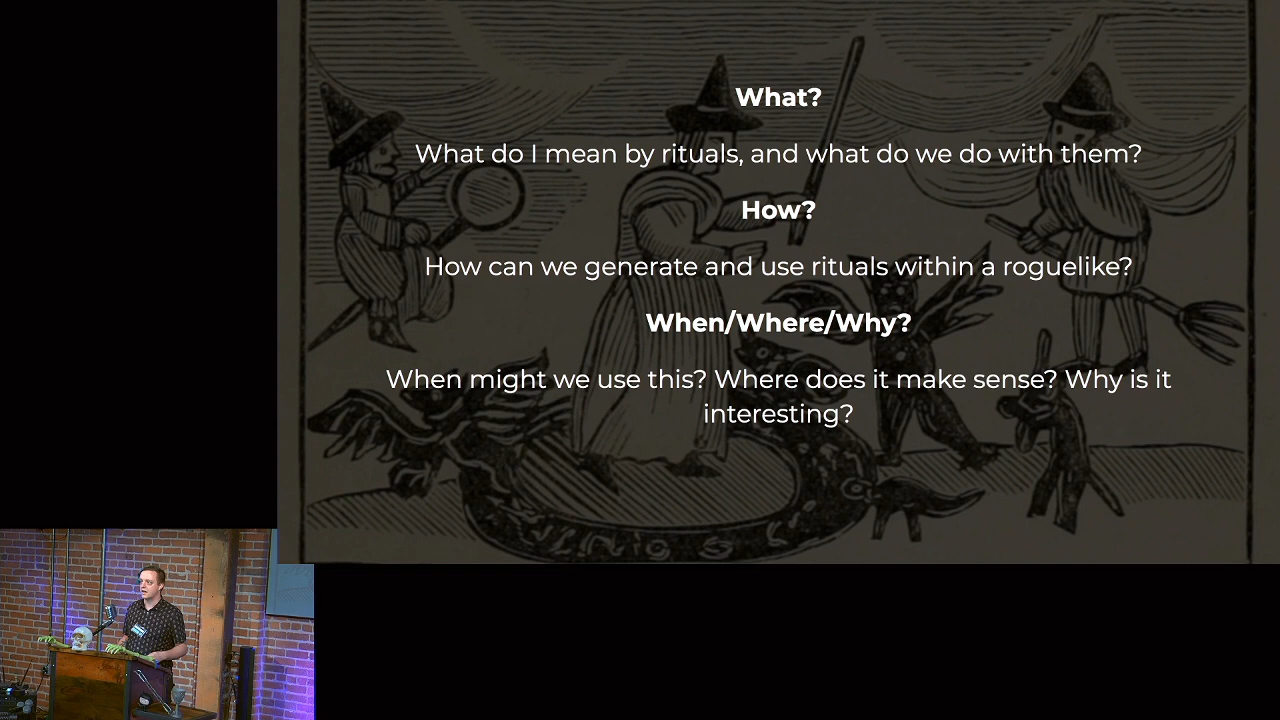 What?
What do I mean by rituals, and what do we do with them?
How?
How can we generate and use rituals within a roguelike?
When/Where/Why?
When might we use this? Where does it make sense? Why is it
interesting?